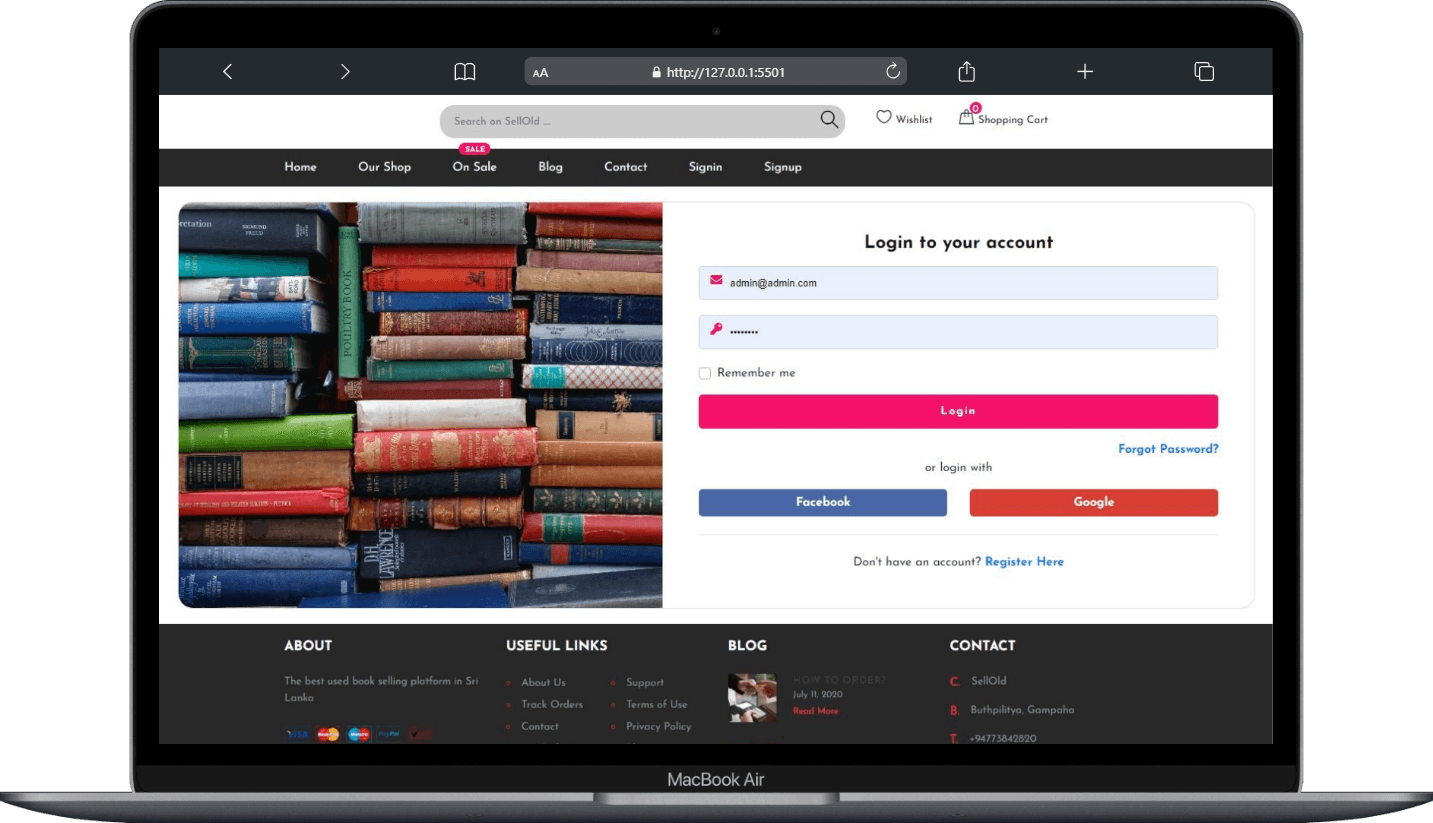 AA
http://127.0.0.1:5501
Search on SellOld ...
Wishlist
0
Shopping Cart
SALE
Home
Our Shop
On Sale
Blog
Contact
Signin
Signup
SIGMUND
FREUD
POULTRY BOOK
D.H.
LAWRENCE
Login to your account
admin@admin.com
••••••••
Remember me
Login
Forgot Password?
or login with
Facebook
Google
Don't have an account? Register Here
ABOUT
The best used book selling platform in Sri
Lanka
VISA
PayPal
USEFUL LINKS
About Us
Track Orders
Contact
Support
Terms of Use
Privacy Policy
BLOG
HOW TO ORDER?
July 11, 2020
Read More
CONTACT
C. SellOld
B. Buthpilitya, Gampaha
T. +94773842820
MacBook Air